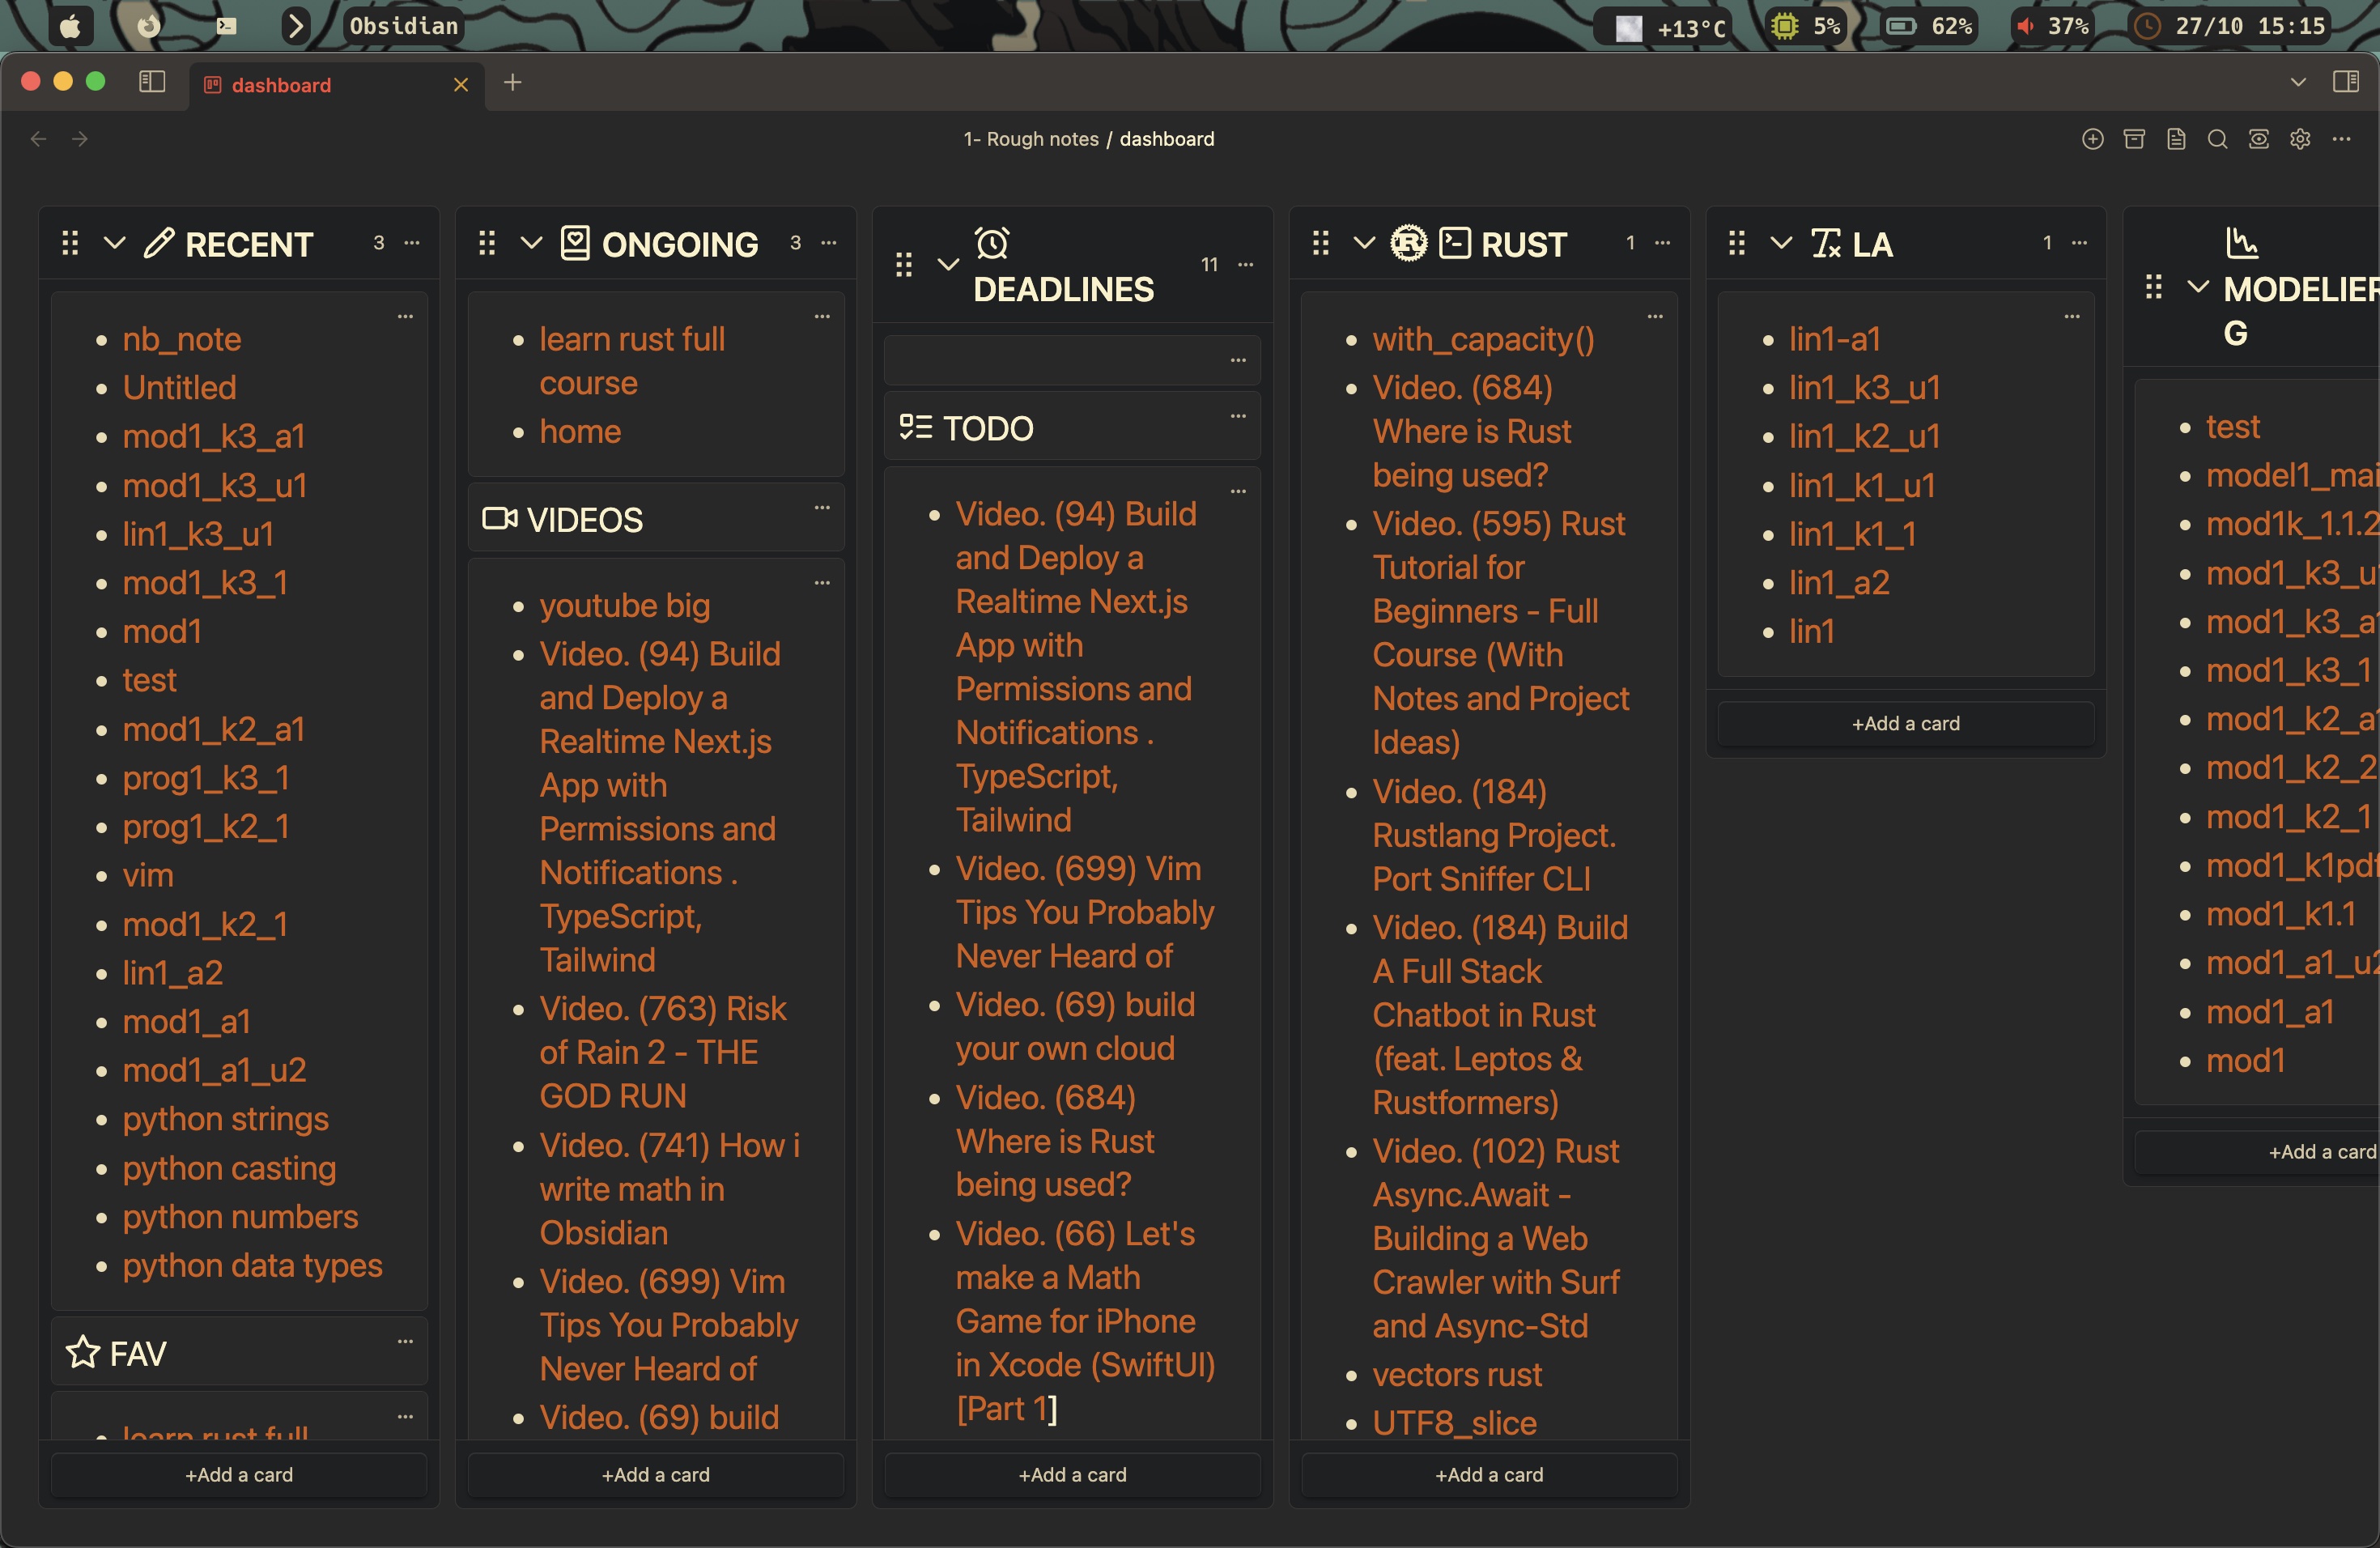 Obsidian
+13°C
5%
62%
37%
27/10 15:15
dashboard
1- Rough notes / dashboard
RECENT 3
nb_note
Untitled
mod1_k3_a1
mod1_k3_u1
lin1_k3_u1
mod1_k3_1
mod1
test
mod1_k2_a1
prog1_k3_1
prog1_k2_1
vim
mod1_k2_1
lin1_a2
mod1_a1
mod1_a1_u2
python strings
python casting
python numbers
python data types
FAV
learn rust full
+Add a card
ONGOING 3
learn rust full
course
home
VIDEOS
youtube big
Video. (94) Build
and Deploy a
Realtime Next.js
App with
Permissions and
Notifications .
TypeScript,
Tailwind
Video. (763) Risk
of Rain 2 - THE
GOD RUN
Video. (741) How i
write math in
Obsidian
Video. (699) Vim
Tips You Probably
Never Heard of
Video. (69) build
+Add a card
DEADLINES 11
TODO
Video. (94) Build
and Deploy a
Realtime Next.js
App with
Permissions and
Notifications .
TypeScript,
Tailwind
Video. (699) Vim
Tips You Probably
Never Heard of
Video. (69) build
your own cloud
Video. (684)
Where is Rust
being used?
Video. (66) Let's
make a Math
Game for iPhone
in Xcode (SwiftUI)
[Part 1]
+Add a card
RUST 1
with_capacity()
Video. (684)
Where is Rust
being used?
Video. (595) Rust
Tutorial for
Beginners - Full
Course (With
Notes and Project
Ideas)
Video. (184)
Rustlang Project.
Port Sniffer CLI
Video. (184) Build
A Full Stack
Chatbot in Rust
(feat. Leptos &
Rustformers)
Video. (102) Rust
Async.Await -
Building a Web
Crawler with Surf
and Async-Std
vectors rust
UTF8_slice
+Add a card
LA 1
lin1-a1
lin1_k3_u1
lin1_k2_u1
lin1_k1_u1
lin1_k1_1
lin1_a2
lin1
+Add a card
MODELIER
G
test
model1_mai
mod1k_1.1.2
mod1_k3_u
mod1_k3_a1
mod1_k3_1
mod1_k2_a1
mod1_k2_2
mod1_k2_1
mod1_k1pdf
mod1_k1.1
mod1_a1_u2
mod1_a1
mod1
+Add a card